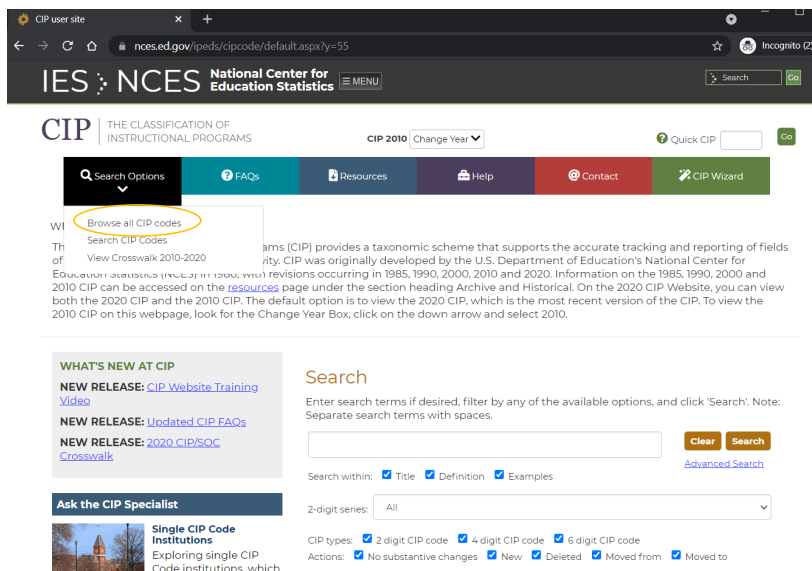 CIP user site
nces.ed.gov/ipeds/cipcode/default.aspx?y=55
Incognito (2)
IES NCES National Center for Education Statistics
MENU
Search
Go
CIP THE CLASSIFICATION OF INSTRUCTIONAL PROGRAMS
CIP 2010 Change Year
Quick CIP
Go
Search Options
FAQs
Resources
Help
Contact
CIP Wizard
Browse all CIP codes
Search CIP Codes
View Crosswalk 2010-2020
ams (CIP) provides a taxonomic scheme that supports the accurate tracking and reporting of fields
of vity. CIP was originally developed by the U.S. Department of Education's National Center for
Education Statistics (NCES) in 1980, with revisions occurring in 1985, 1990, 2000, 2010 and 2020. Information on the 1985, 1990, 2000 and
2010 CIP can be accessed on the resources page under the section heading Archive and Historical. On the 2020 CIP Website, you can view
both the 2020 CIP and the 2010 CIP. The default option is to view the 2020 CIP, which is the most recent version of the CIP. To view the
2010 CIP on this webpage, look for the Change Year Box, click on the down arrow and select 2010.
WHAT'S NEW AT CIP
NEW RELEASE: CIP Website Training
Video
NEW RELEASE: Updated CIP FAQs
NEW RELEASE: 2020 CIP/SOC
Crosswalk
Search
Enter search terms if desired, filter by any of the available options, and click 'Search'. Note:
Separate search terms with spaces.
Clear Search
Advanced Search
Search within: Title Definition Examples
2-digit series: All
CIP types: 2 digit CIP code 4 digit CIP code 6 digit CIP code
Actions: No substantive changes New Deleted Moved from Moved to
Ask the CIP Specialist
Single CIP Code
Institutions
Exploring single CIP
Code institutions, which